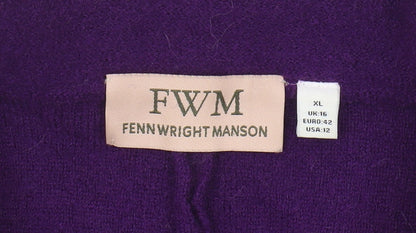 FWM
FENN WRIGHT MANSON
XL
UK:16
EURO:42
USA:12